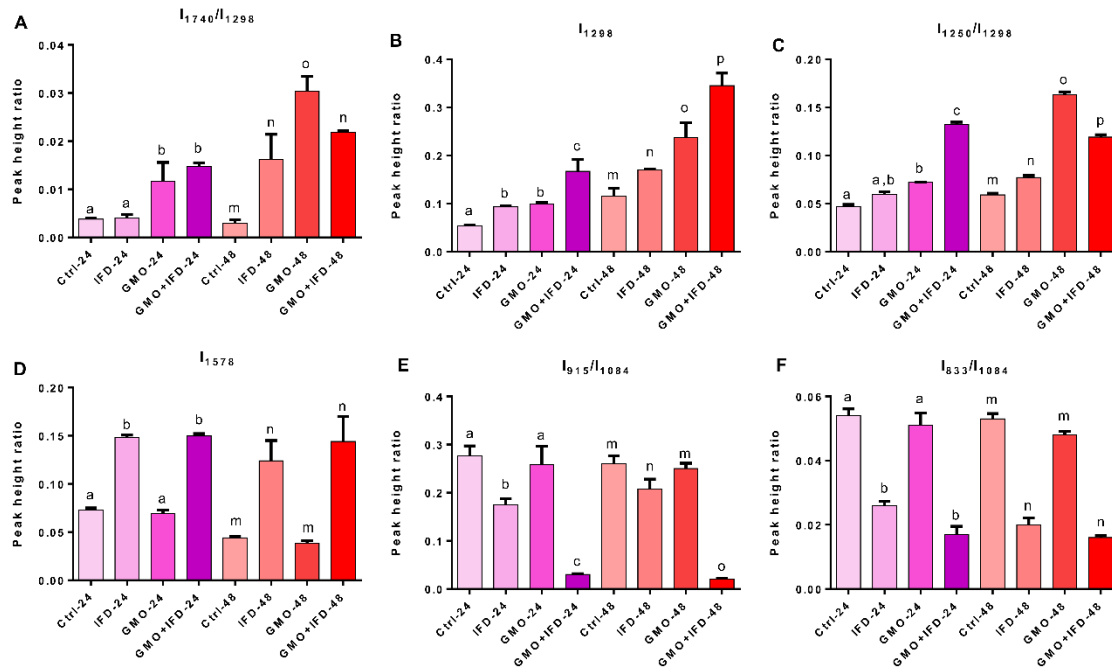 A
I1740/I1298
Peak height ratio
0.04
0.03
0.02
0.01
0.00
a
a
b
b
m
n
o
n
Ctrl-24
IFD-24
GMO-24
GMO+IFD-24
Ctrl-48
IFD-48
GMO-48
GMO+IFD-48
B
I1298
Peak height ratio
0.4
0.3
0.2
0.1
0.0
a
b
b
c
m
n
o
p
Ctrl-24
IFD-24
GMO-24
GMO+IFD-24
Ctrl-48
IFD-48
GMO-48
GMO+IFD-48
C
I1250/I1298
Peak height ratio
0.20
0.15
0.10
0.05
0.00
a
a,b
b
c
m
n
o
p
Ctrl-24
IFD-24
GMO-24
GMO+IFD-24
Ctrl-48
IFD-48
GMO-48
GMO+IFD-48
D
I1578
Peak height ratio
0.20
0.15
0.10
0.05
0.00
a
b
a
b
m
n
m
n
Ctrl-24
IFD-24
GMO-24
GMO+IFD-24
Ctrl-48
IFD-48
GMO-48
GMO+IFD-48
E
I915/I1084
Peak height ratio
0.4
0.3
0.2
0.1
0.0
a
b
a
c
m
n
m
o
Ctrl-24
IFD-24
GMO-24
GMO+IFD-24
Ctrl-48
IFD-48
GMO-48
GMO+IFD-48
F
I833/I1084
Peak height ratio
0.06
0.04
0.02
0.00
a
b
a
b
m
n
m
n
Ctrl-24
IFD-24
GMO-24
GMO+IFD-24
Ctrl-48
IFD-48
GMO-48
GMO+IFD-48